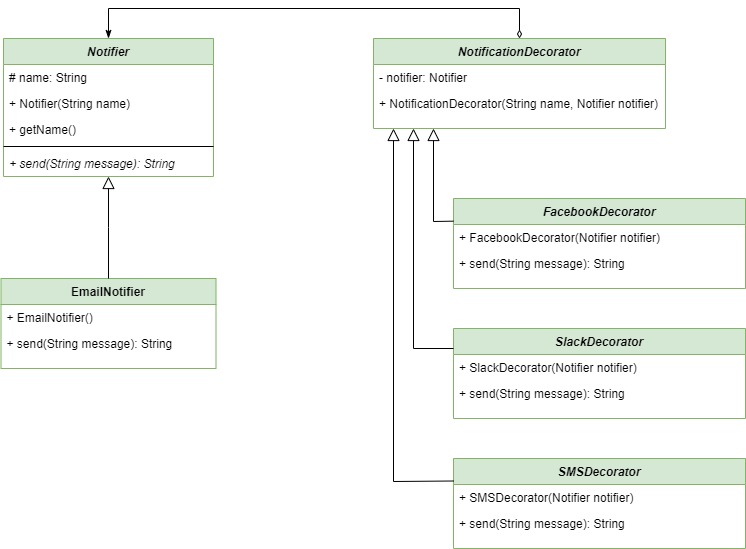 Notifier
# name: String
+ Notifier(String name)
+ getName()
+ send(String message): String
EmailNotifier
+ EmailNotifier()
+ send(String message): String
NotificationDecorator
- notifier: Notifier
+ NotificationDecorator(String name, Notifier notifier)
FacebookDecorator
+ FacebookDecorator(Notifier notifier)
+ send(String message): String
SlackDecorator
+ SlackDecorator(Notifier notifier)
+ send(String message): String
SMSDecorator
+ SMSDecorator(Notifier notifier)
+ send(String message): String